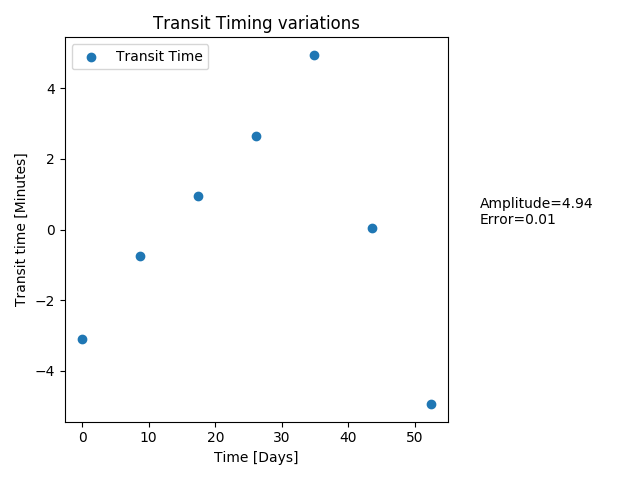 Transit Timing variations
Transit Time
Transit time [Minutes]
4
2
0
−2
−4
0
10
20
30
40
50
Time [Days]
Amplitude=4.94
Error=0.01